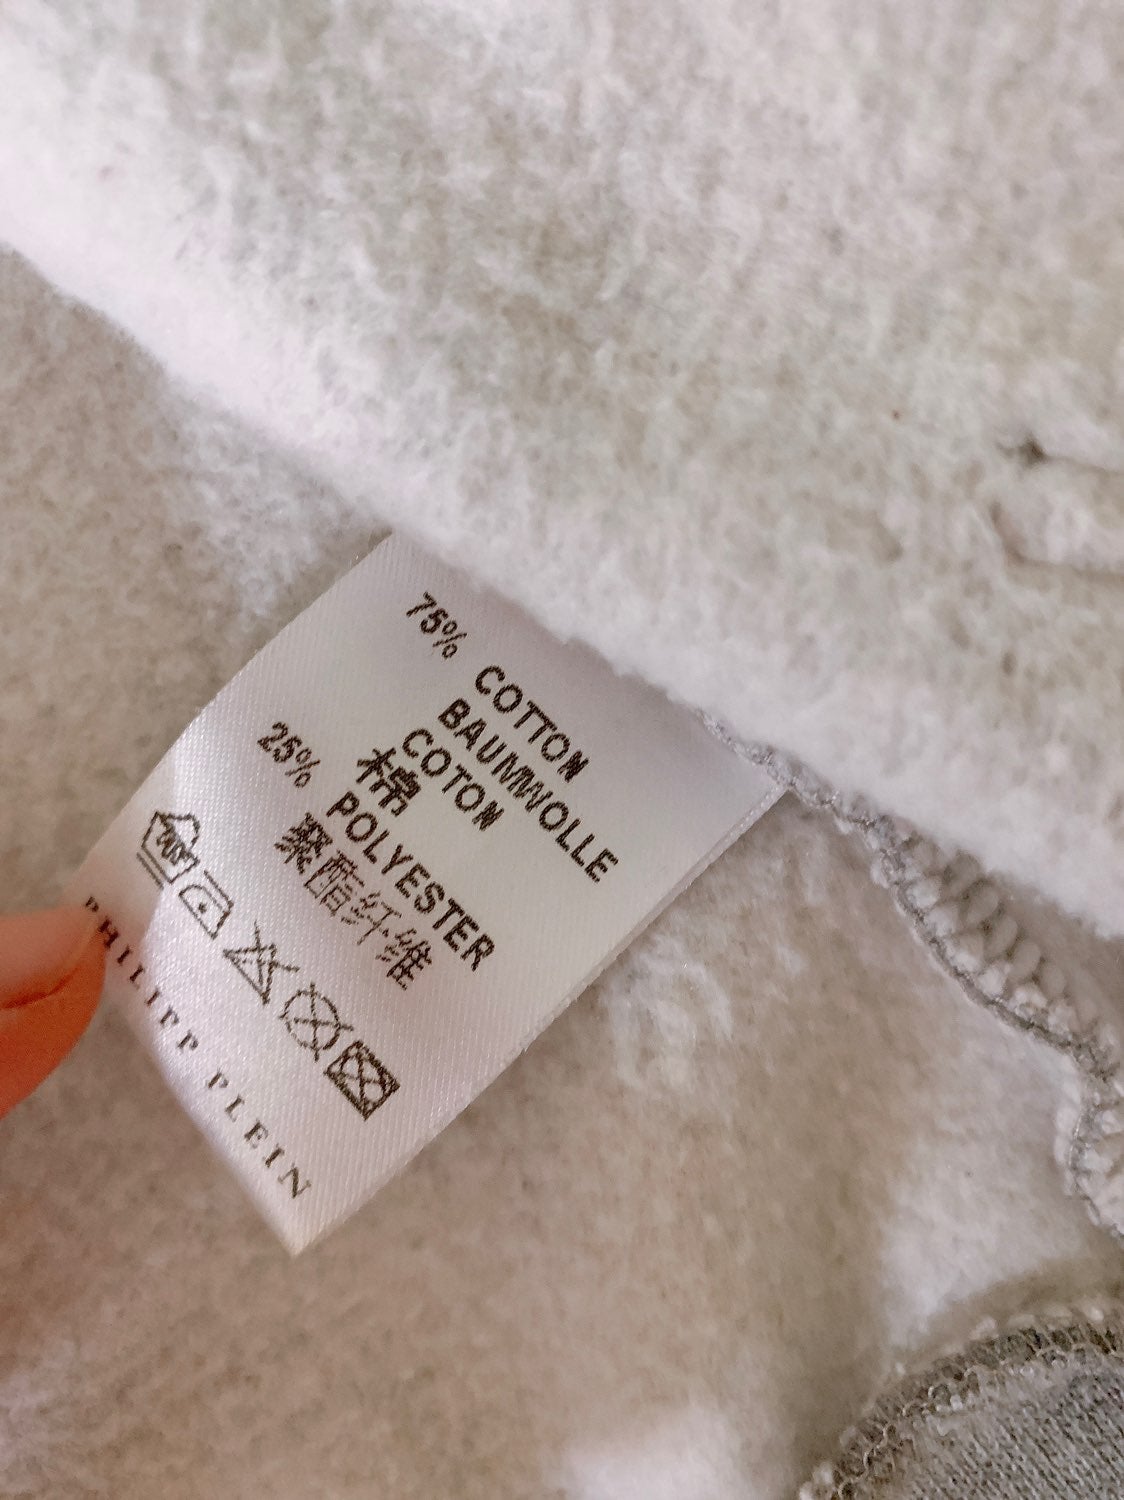 75% COTTON
BAUMWOLLE
COTON
棉
25% POLYESTER
聚酯纤维
PHILIPP PLEIN